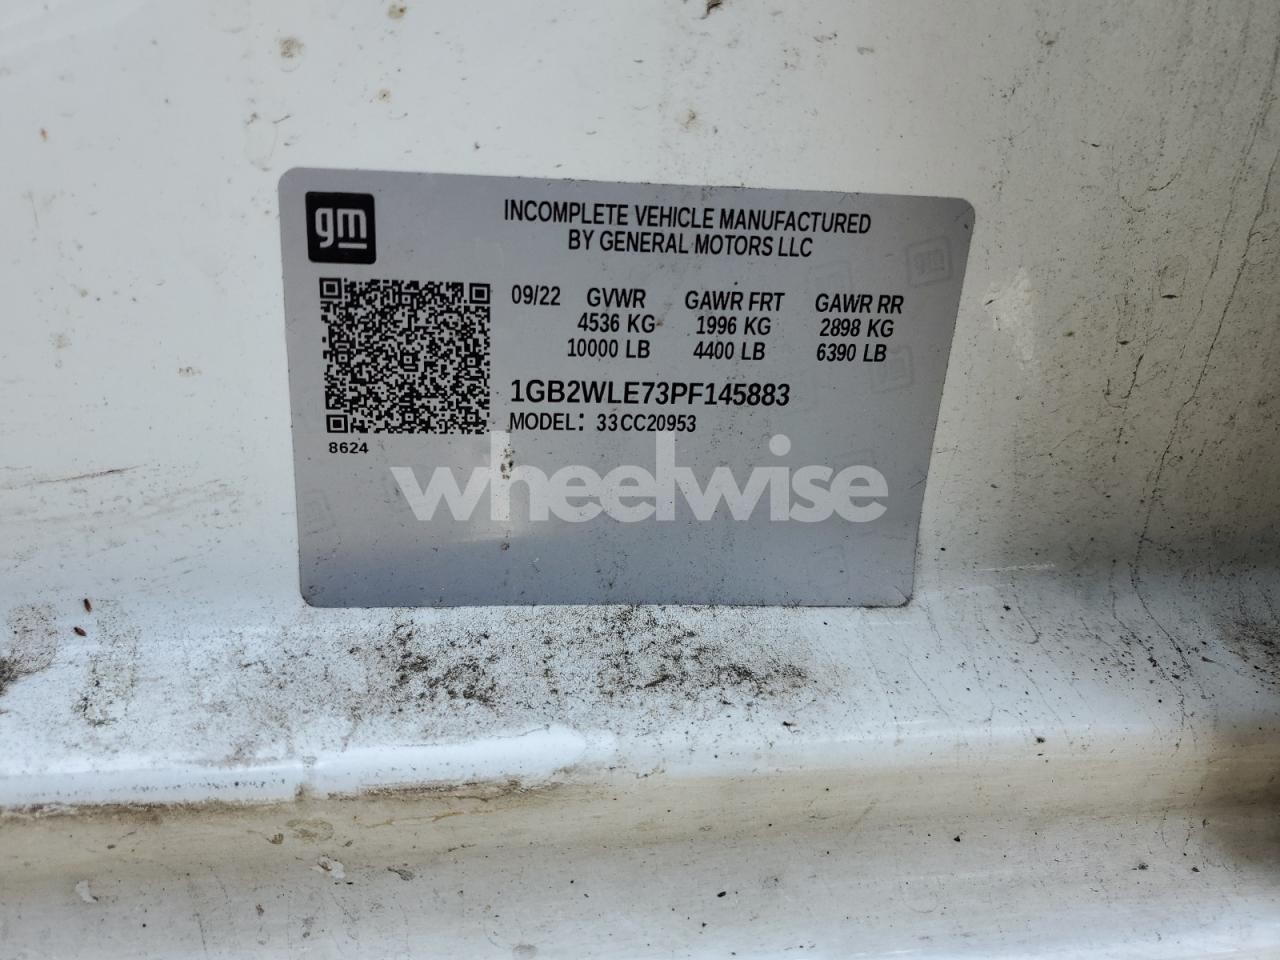 gm
INCOMPLETE VEHICLE MANUFACTURED
BY GENERAL MOTORS LLC
09/22 GVWR GAWR FRT GAWR RR
4536 KG 1996 KG 2898 KG
10000 LB 4400 LB 6390 LB
1GB2WLE73PF145883
MODEL: 33CC20953
8624
wheelwise